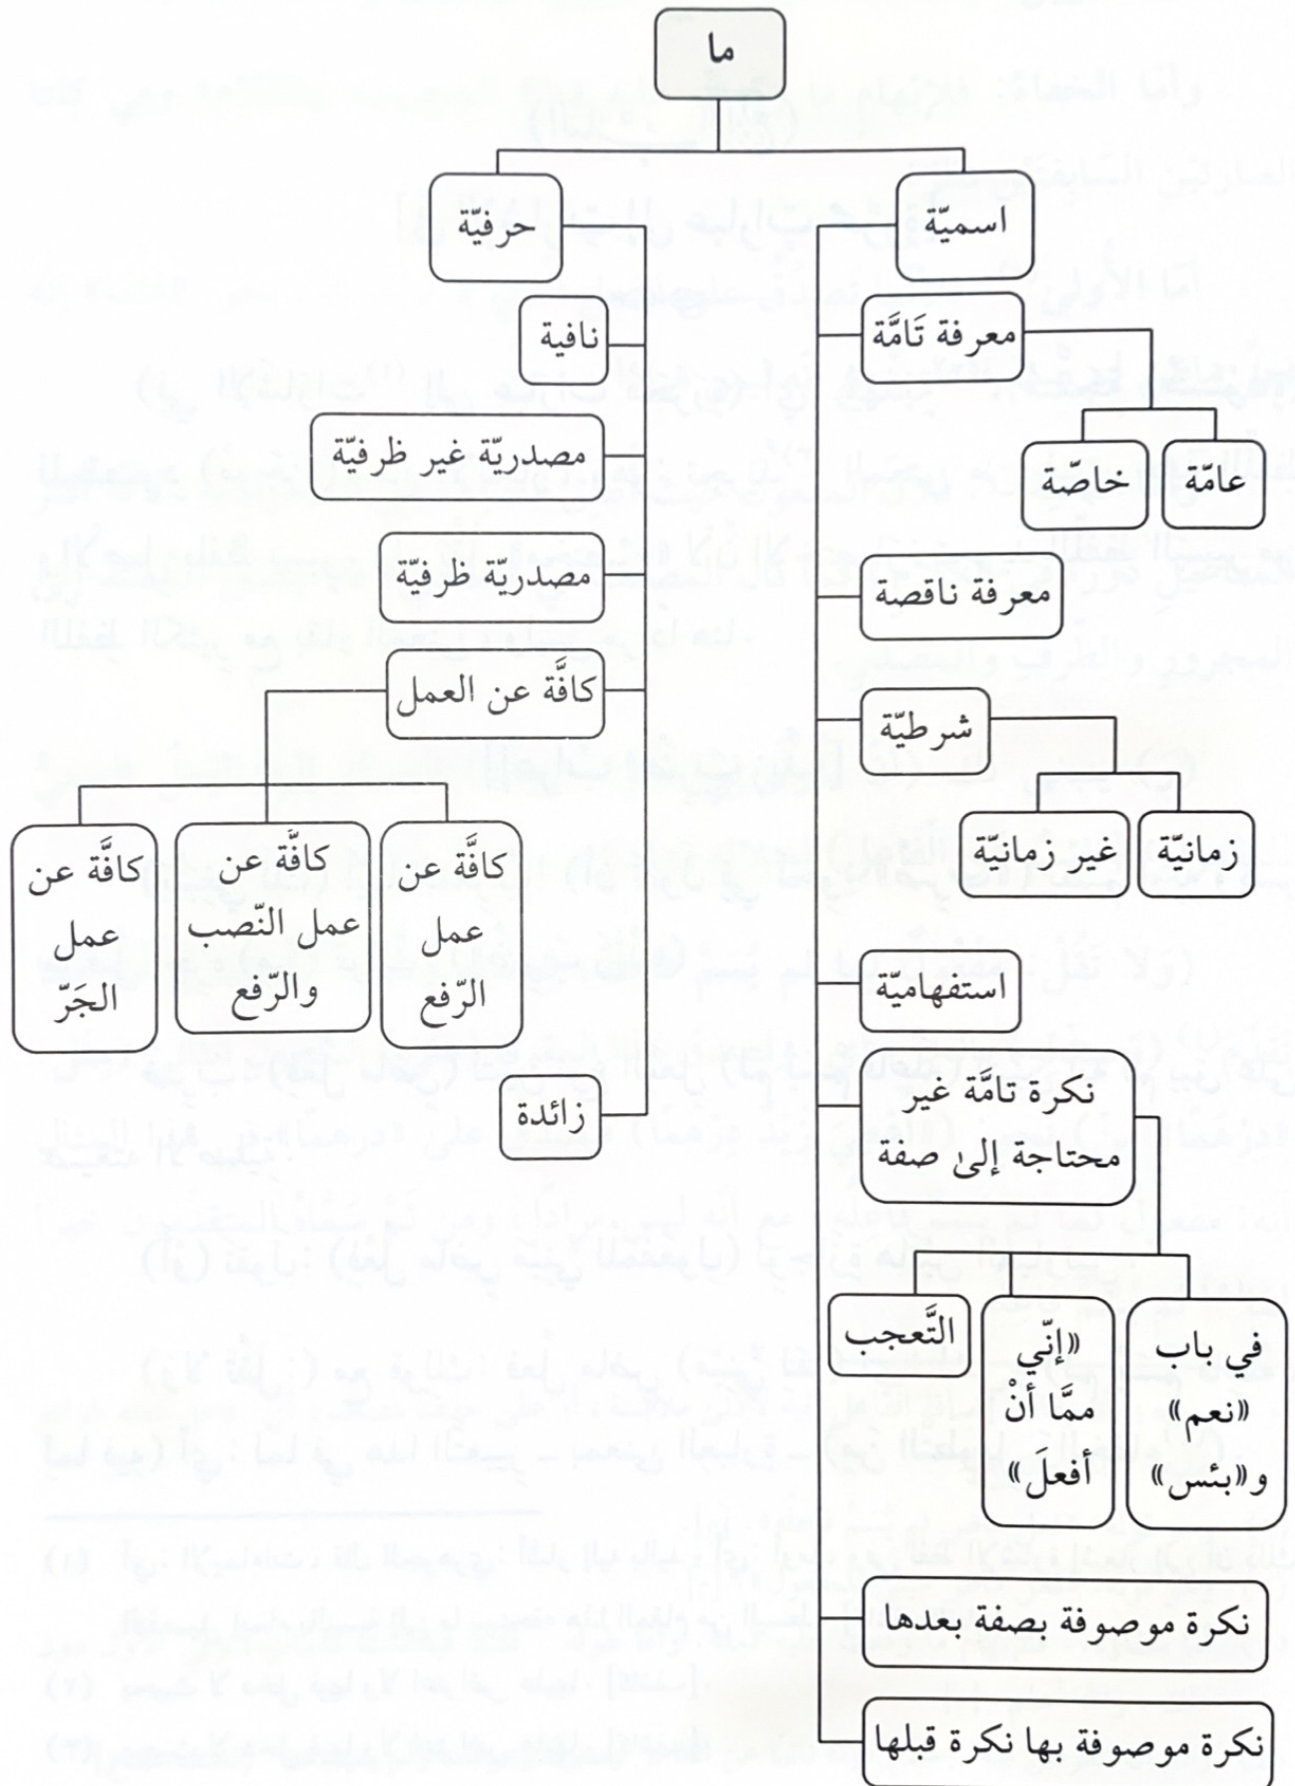 ما
اسميّة
معرفة تَامَّة
عامّة
خاصّة
معرفة ناقصة
شرطيّة
زمانيّة
غير زمانيّة
استفهاميّة
نكرة تامَّة غير
محتاجة إلىٰ صفة
في باب
«نعم»
و«بئس»
«إنّي
ممَّا أنْ
أفعلَ»
التَّعجب
نكرة موصوفة بصفة بعدها
نكرة موصوفة بها نكرة قبلها
حرفيّة
نافية
مصدريّة غير ظرفيّة
مصدريّة ظرفيّة
كافَّة عن العمل
كافَّة عن
عمل
الرّفع
كافَّة عن
عمل النّصب
والرّفع
كافَّة عن
عمل
الجَرّ
زائدة